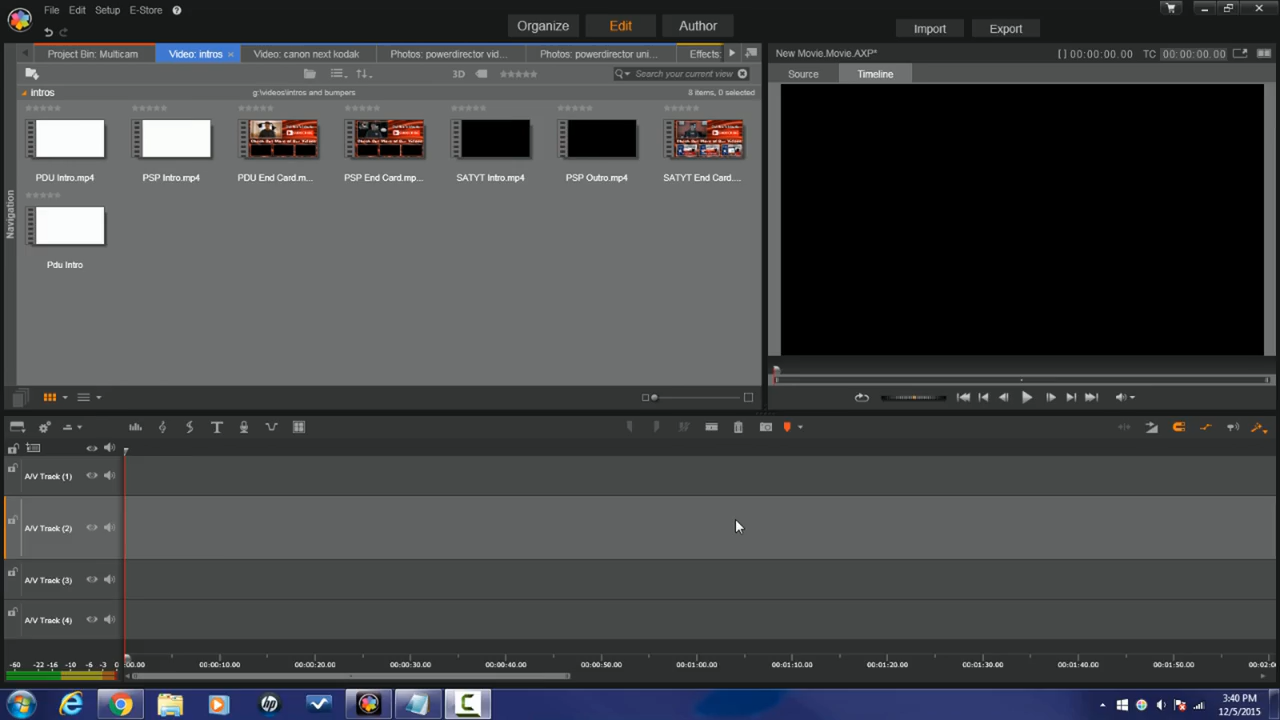 File Edit Setup E-Store
Organize Edit Author
Import Export
Project Bin: Multicam Video: intros Video: canon next kodak Photos: powerdirector vid... Photos: powerdirector uni... Effects:
New Movie.Movie.AXP*
[ ] 00:00:00.00 TC 00:00:00.00
3D Search your current view
Source Timeline
intros g:\videos\intros and bumpers 8 items, 0 selected
PDU Intro.mp4 PSP Intro.mp4 PDU End Card.m... PSP End Card.mp... SATYT Intro.mp4 PSP Outro.mp4 SATYT End Card....
Pdu Intro
Navigation
A/V Track (1)
A/V Track (2)
A/V Track (3)
A/V Track (4)
-60 -22 -16 -10 -6 -3 0 :00.00 00:00:10.00 00:00:20.00 00:00:30.00 00:00:40.00 00:00:50.00 00:01:00.00 00:01:10.00 00:01:20.00 00:01:30.00 00:01:40.00 00:01:50.00 00:02:0
3:40 PM
12/5/2015